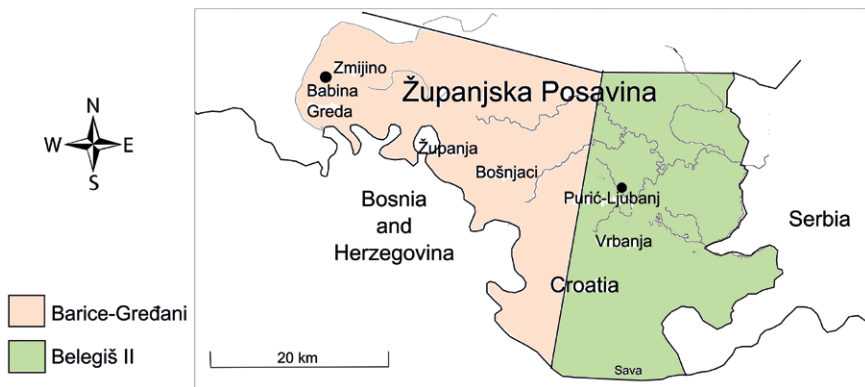 N
W
E
S
Zmijino
Babina
Greda
Županjska Posavina
Županja
Bošnjaci
Purić-Ljubanj
Bosnia
and
Herzegovina
Serbia
Vrbanja
Croatia
Barice-Gređani
Belegiš II
20 km
Sava